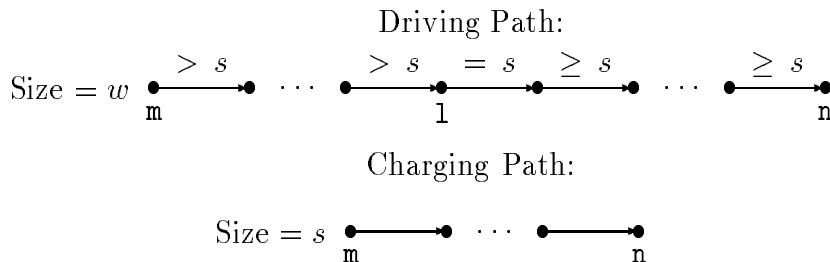 Driving Path:
> s > s = s ≥ s ≥ s
Size = w · · · · · ·
m l n
Charging Path:
Size = s · · ·
m n